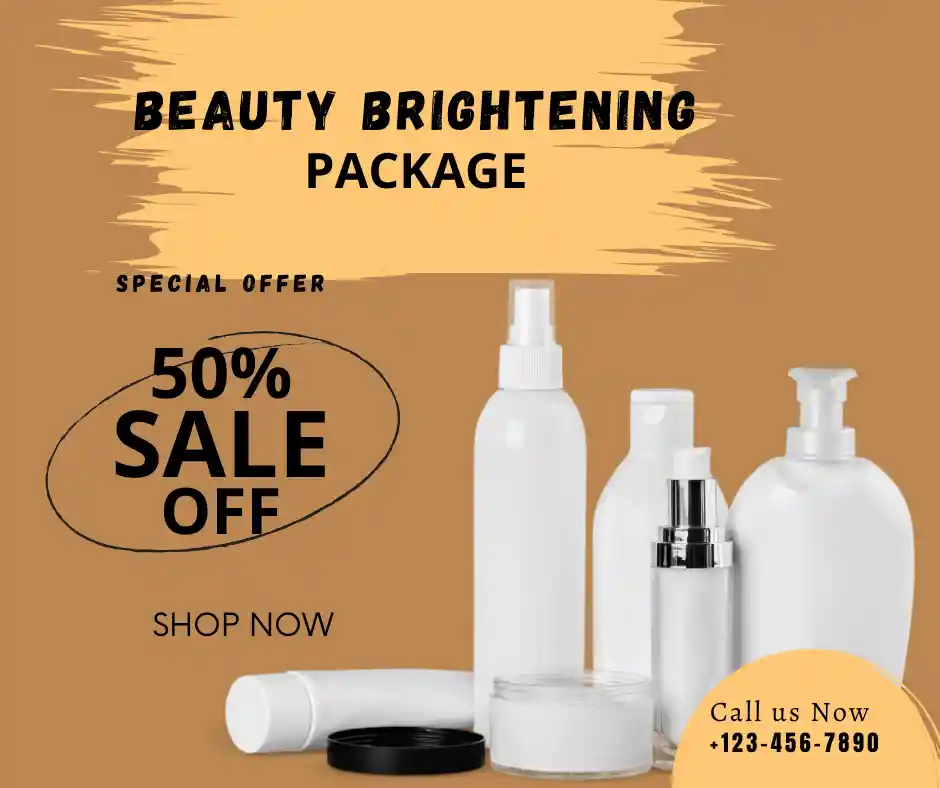 BEAUTY BRIGHTENING
PACKAGE
SPECIAL OFFER
50%
SALE
OFF
SHOP NOW
Call us Now
+123-456-7890